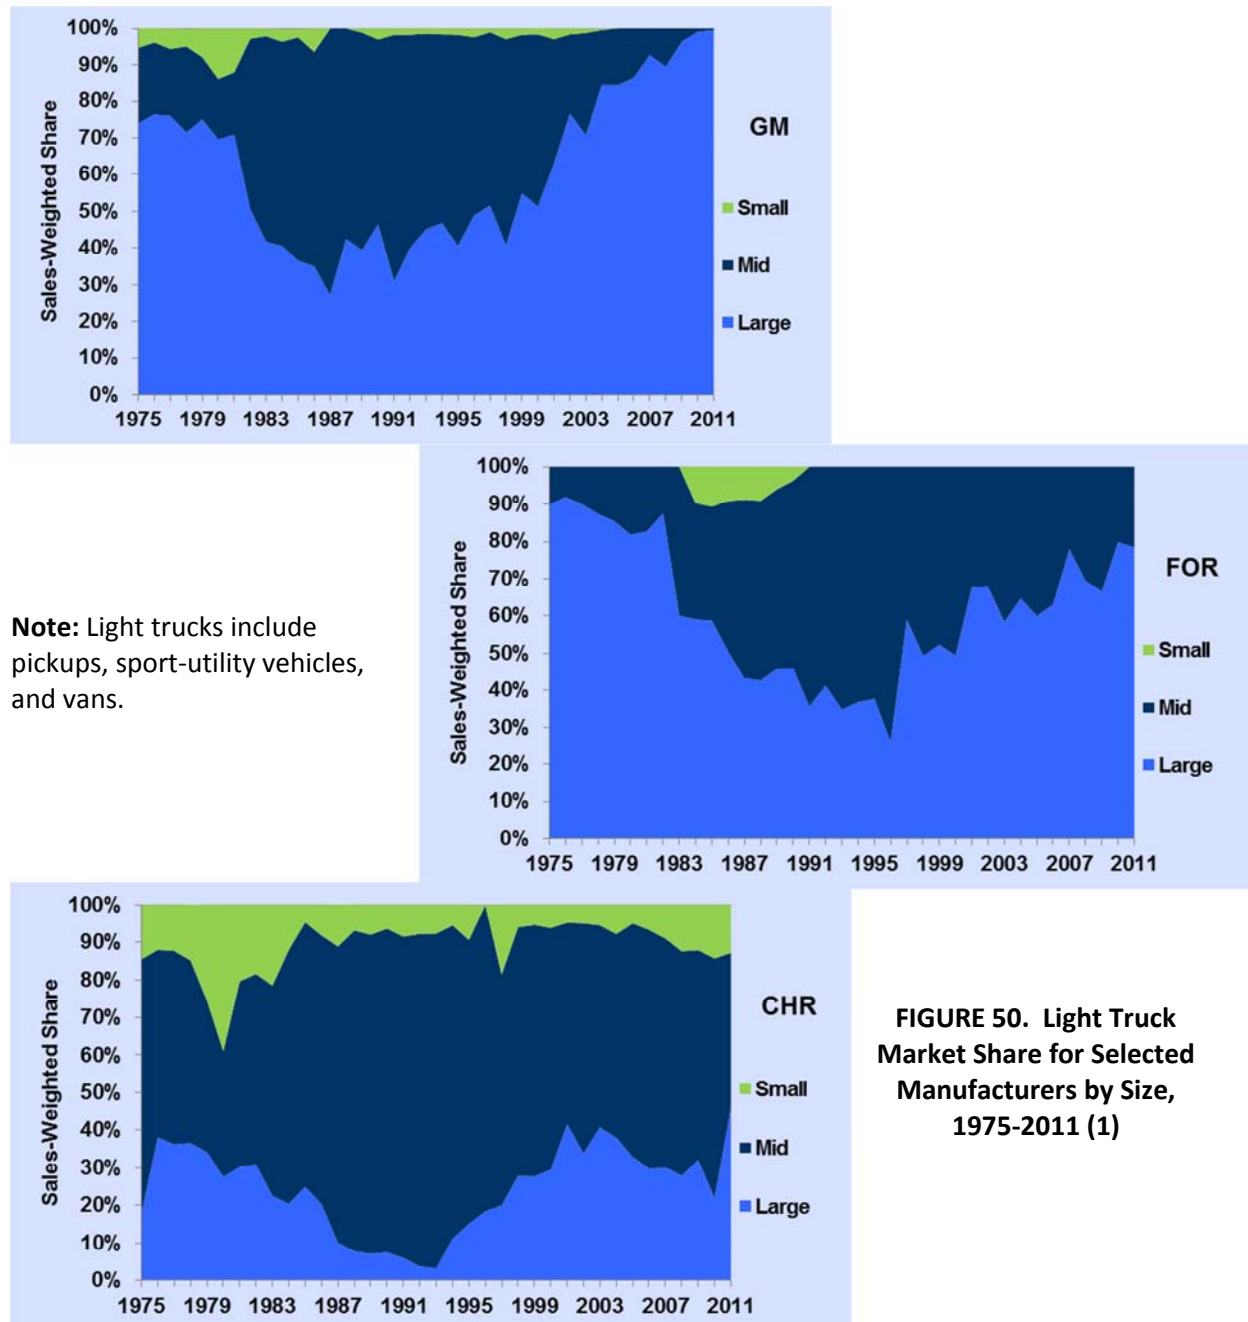 100%
90%
80%
70%
60%
50%
40%
30%
20%
10%
0%
Sales-Weighted Share
1975 1979 1983 1987 1991 1995 1999 2003 2007 2011
GM
Small
Mid
Large
100%
90%
80%
70%
60%
50%
40%
30%
20%
10%
0%
Sales-Weighted Share
1975 1979 1983 1987 1991 1995 1999 2003 2007 2011
FOR
Small
Mid
Large
Note: Light trucks include
pickups, sport-utility vehicles,
and vans.
100%
90%
80%
70%
60%
50%
40%
30%
20%
10%
0%
Sales-Weighted Share
1975 1979 1983 1987 1991 1995 1999 2003 2007 2011
CHR
Small
Mid
Large
FIGURE 50. Light Truck
Market Share for Selected
Manufacturers by Size,
1975-2011 (1)